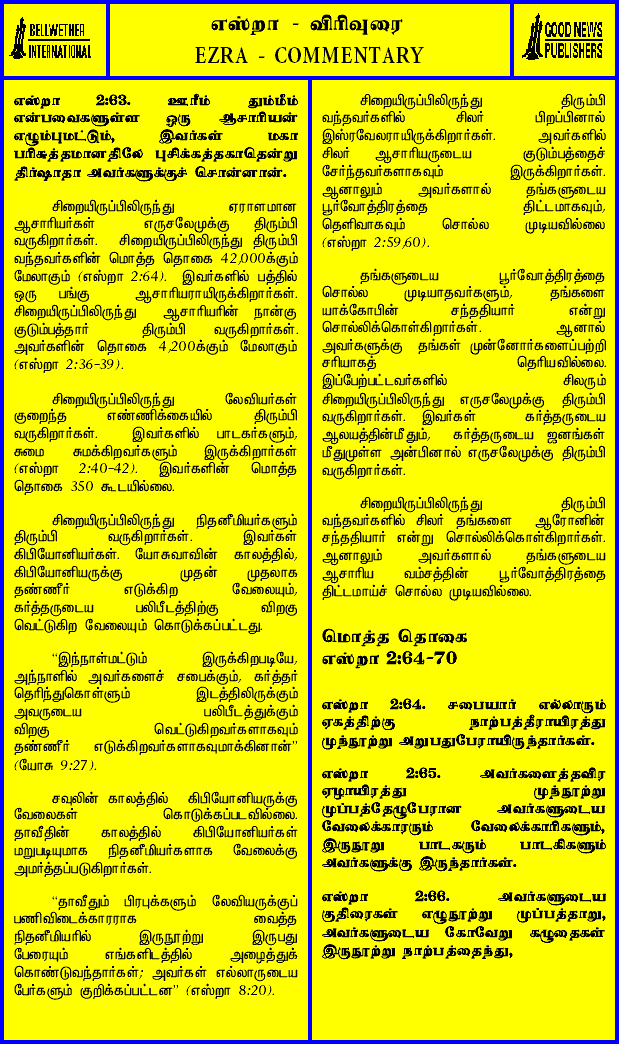 BELLWETHER
INTERNATIONAL
எஸ்றா - விரிவுரை
EZRA - COMMENTARY
GOOD NEWS
PUBLISHERS
எஸ்றா 2:63. ஊரீம் தும்மீம்
என்பவைகளுள்ள ஒரு ஆசாரியன்
எழும்புமட்டும், இவர்கள் மகா
பரிசுத்தமானதிலே புசிக்கத்தகாதென்று
திர்ஷாதா அவர்களுக்குச் சொன்னான்.
சிறையிருப்பிலிருந்து ஏராளமான
ஆசாரியர்கள் எருசலேமுக்கு திரும்பி
வருகிறார்கள். சிறையிருப்பிலிருந்து திரும்பி
வந்தவர்களின் மொத்த தொகை 42,000க்கும்
மேலாகும் (எஸ்றா 2:64). இவர்களில் பத்தில்
ஒரு பங்கு ஆசாரியராயிருக்கிறார்கள்.
சிறையிருப்பிலிருந்து ஆசாரியரின் நான்கு
குடும்பத்தார் திரும்பி வருகிறார்கள்.
அவர்களின் தொகை 4,200க்கும் மேலாகும்
(எஸ்றா 2:36-39).
சிறையிருப்பிலிருந்து லேவியர்கள்
குறைந்த எண்ணிக்கையில் திரும்பி
வருகிறார்கள். இவர்களில் பாடகர்களும்,
சுமை சுமக்கிறவர்களும் இருக்கிறார்கள்
(எஸ்றா 2:40-42). இவர்களின் மொத்த
தொகை 350 கூடயில்லை.
சிறையிருப்பிலிருந்து நிதனீமியர்களும்
திரும்பி வருகிறார்கள். இவர்கள்
கிபியோனியர்கள். யோசுவாவின் காலத்தில்,
கிபியோனியருக்கு முதன் முதலாக
தண்ணீர் எடுக்கிற வேலையும்,
கர்த்தருடைய பலிபீடத்திற்கு விறகு
வெட்டுகிற வேலையும் கொடுக்கப்பட்டது.
“இந்நாள்மட்டும் இருக்கிறபடியே,
அந்நாளில் அவர்களைச் சபைக்கும், கர்த்தர்
தெரிந்துகொள்ளும் இடத்திலிருக்கும்
அவருடைய பலிபீடத்துக்கும்
விறகு வெட்டுகிறவர்களாகவும்
தண்ணீர் எடுக்கிறவர்களாகவுமாக்கினான்”
(யோசு 9:27).
சவுலின் காலத்தில் கிபியோனியருக்கு
வேலைகள் கொடுக்கப்படவில்லை.
தாவீதின் காலத்தில் கிபியோனியர்கள்
மறுபடியுமாக நிதனீமியர்களாக வேலைக்கு
அமர்த்தப்படுகிறார்கள்.
“தாவீதும் பிரபுக்களும் லேவியருக்குப்
பணிவிடைக்காரராக வைத்த
நிதனீமியரில் இருநூற்று இருபது
பேரையும் எங்களிடத்தில் அழைத்துக்
கொண்டுவந்தார்கள்; அவர்கள் எல்லாருடைய
பேர்களும் குறிக்கப்பட்டன” (எஸ்றா 8:20).
சிறையிருப்பிலிருந்து திரும்பி
வந்தவர்களில் சிலர் பிறப்பினால்
இஸ்ரவேலராயிருக்கிறார்கள். அவர்களில்
சிலர் ஆசாரியருடைய குடும்பத்தைச்
சேர்ந்தவர்களாகவும் இருக்கிறார்கள்.
ஆனாலும் அவர்களால் தங்களுடைய
பூர்வோத்திரத்தை திட்டமாகவும்,
தெளிவாகவும் சொல்ல முடியவில்லை
(எஸ்றா 2:59,60).
தங்களுடைய பூர்வோத்திரத்தை
சொல்ல முடியாதவர்களும், தங்களை
யாக்கோபின் சந்ததியார் என்று
சொல்லிக்கொள்கிறார்கள். ஆனால்
அவர்களுக்கு தங்கள் முன்னோர்களைப்பற்றி
சரியாகத் தெரியவில்லை.
இப்பேற்பட்டவர்களில் சிலரும்
சிறையிருப்பிலிருந்து எருசலேமுக்கு திரும்பி
வருகிறார்கள். இவர்கள் கர்த்தருடைய
ஆலயத்தின்மீதும், கர்த்தருடைய ஜனங்கள்
மீதுமுள்ள அன்பினால் எருசலேமுக்கு திரும்பி
வருகிறார்கள்.
சிறையிருப்பிலிருந்து திரும்பி
வந்தவர்களில் சிலர் தங்களை ஆரோனின்
சந்ததியார் என்று சொல்லிக்கொள்கிறார்கள்.
ஆனாலும் அவர்களால் தங்களுடைய
ஆசாரிய வம்சத்தின் பூர்வோத்திரத்தை
திட்டமாய்ச் சொல்ல முடியவில்லை.
மொத்த தொகை
எஸ்றா 2:64-70
எஸ்றா 2:64. சபையார் எல்லாரும்
ஏகத்திற்கு நாற்பத்தீராயிரத்து
முந்நூற்று அறுபதுபேராயிருந்தார்கள்.
எஸ்றா 2:65. அவர்களைத்தவிர
ஏழாயிரத்து முந்நூற்று
முப்பத்தேழுபேரான அவர்களுடைய
வேலைக்காரரும் வேலைக்காரிகளும்,
இருநூறு பாடகரும் பாடகிகளும்
அவர்களுக்கு இருந்தார்கள்.
எஸ்றா 2:66. அவர்களுடைய
குதிரைகள் எழுநூற்று முப்பத்தாறு,
அவர்களுடைய கோவேறு கழுதைகள்
இருநூற்று நாற்பத்தைந்து,